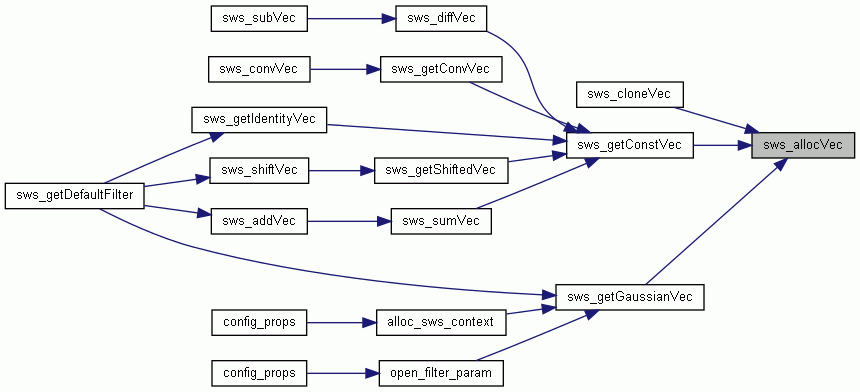 sws_subVec
sws_diffVec
sws_convVec
sws_getConvVec
sws_cloneVec
sws_getIdentityVec
sws_getConstVec
sws_allocVec
sws_shiftVec
sws_getShiftedVec
sws_getDefaultFilter
sws_addVec
sws_sumVec
sws_getGaussianVec
config_props
alloc_sws_context
config_props
open_filter_param